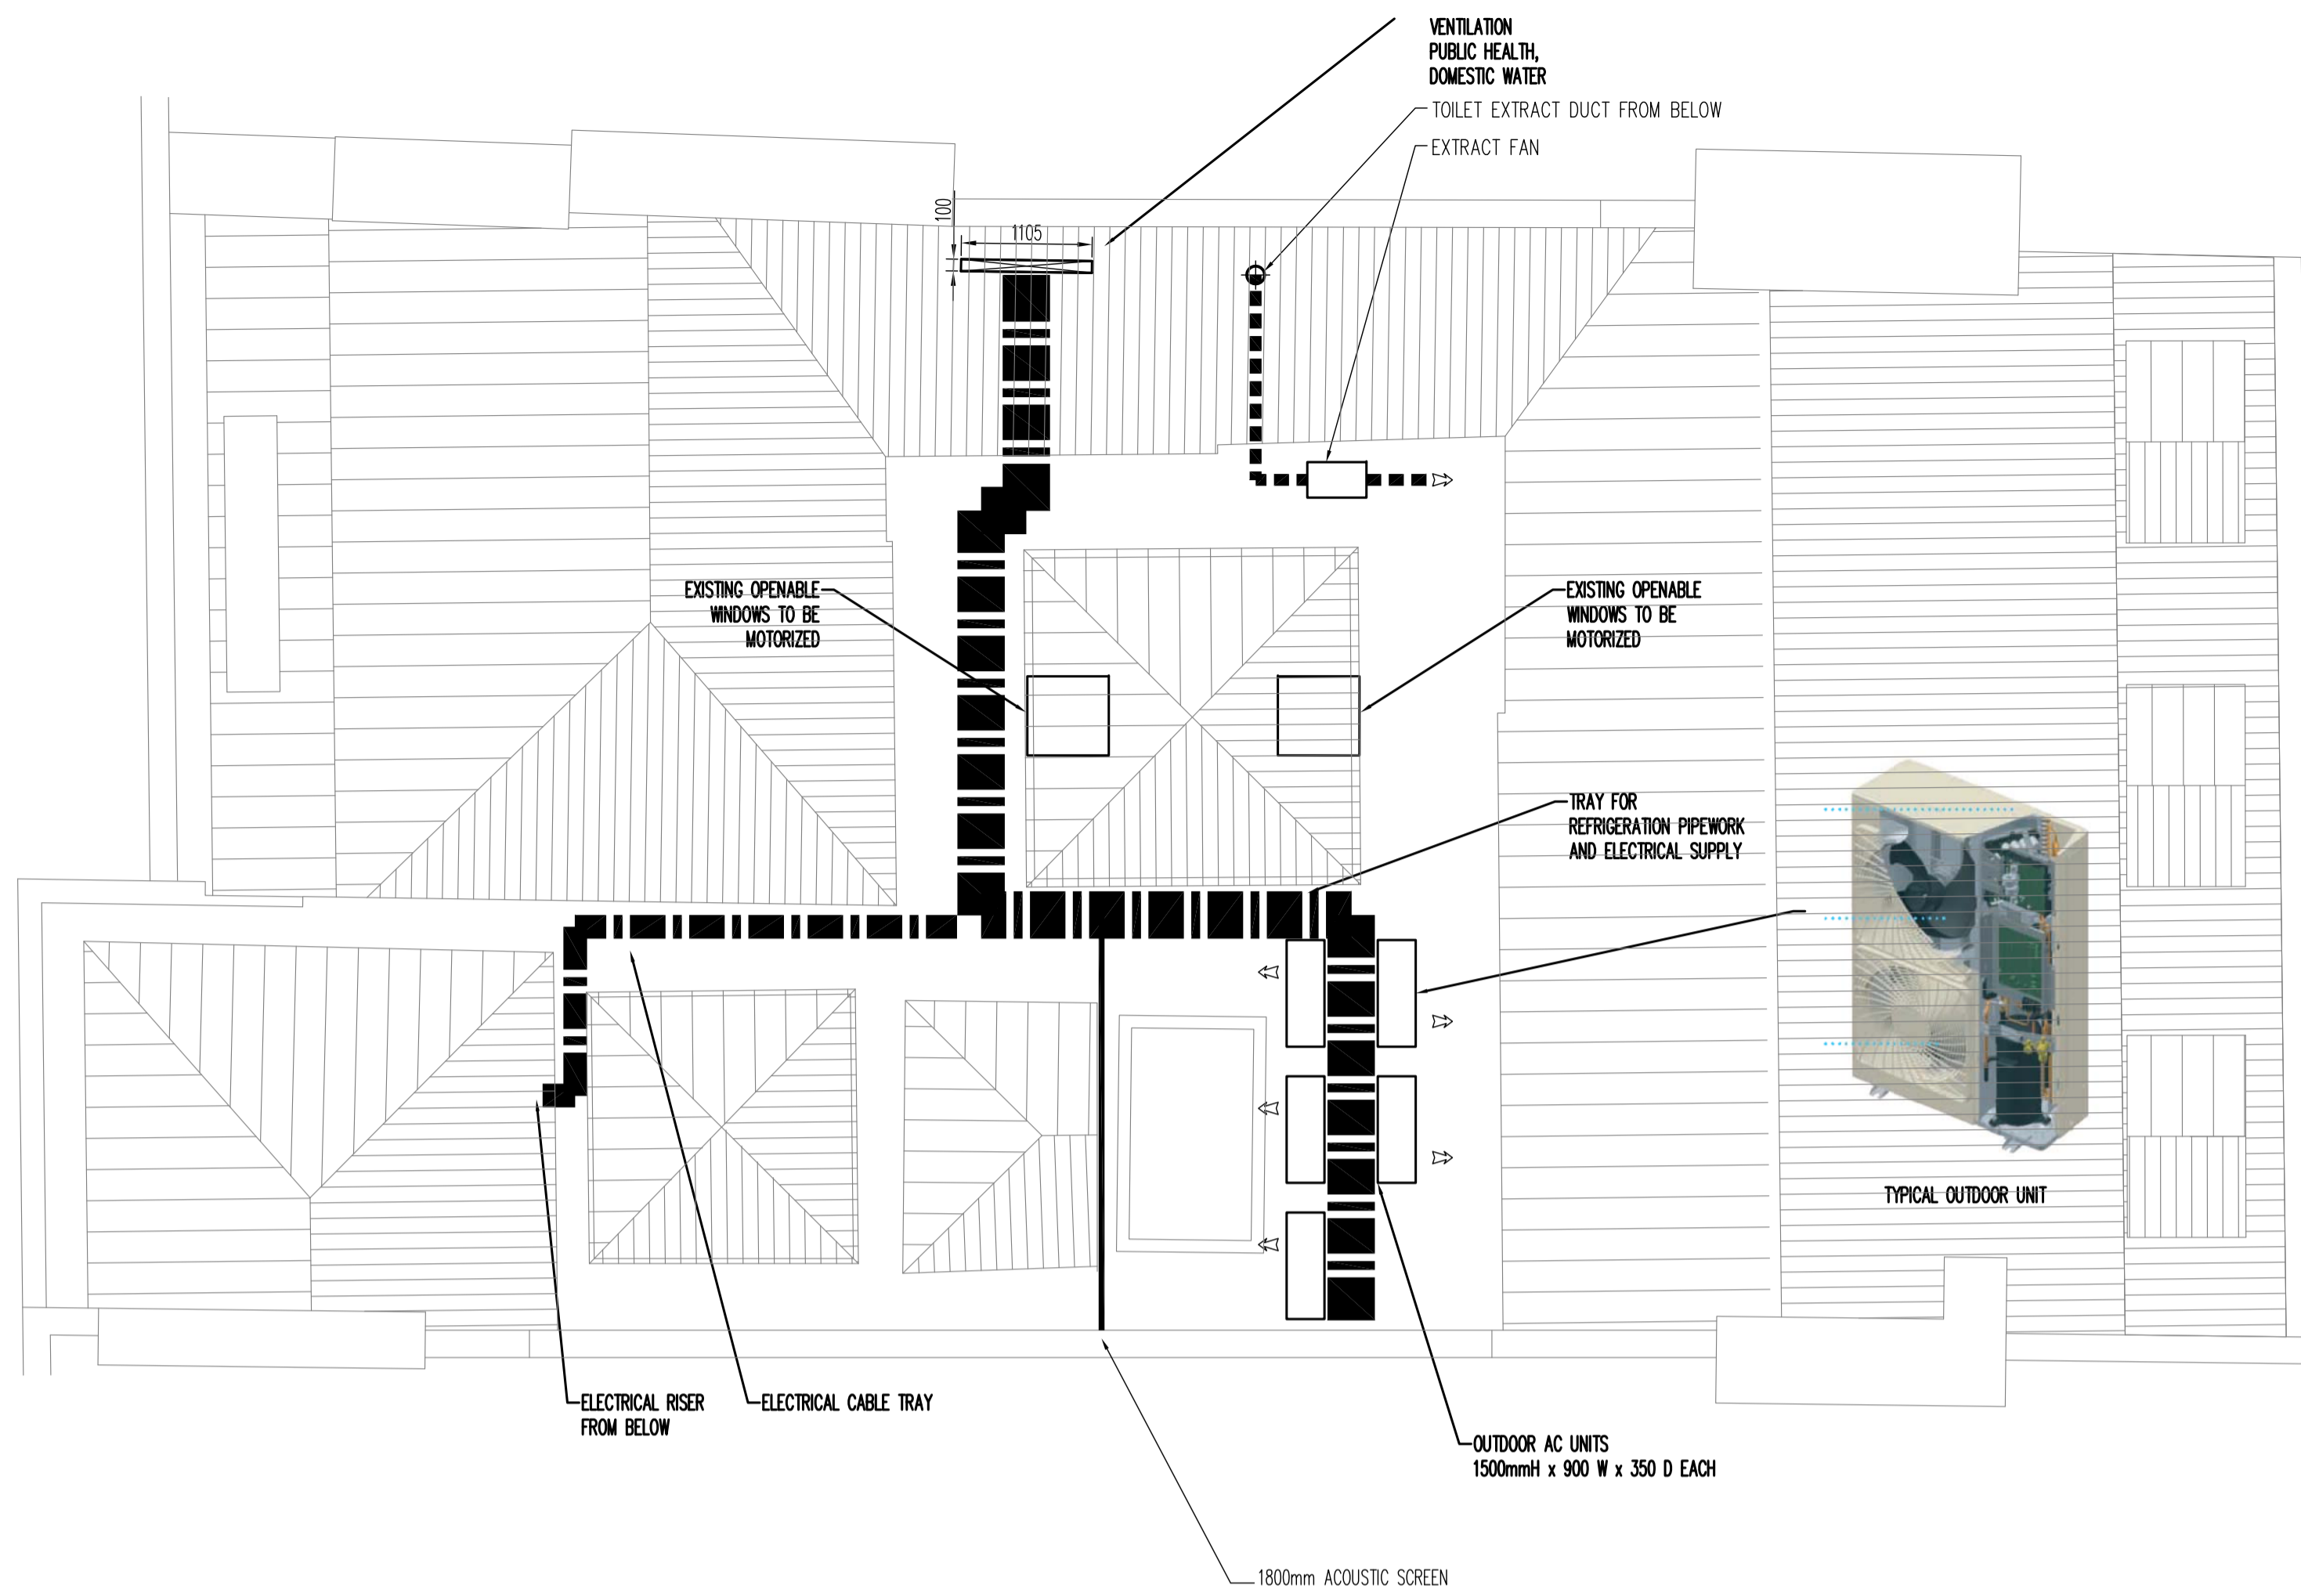 VENTILATION
PUBLIC HEALTH,
DOMESTIC WATER
TOILET EXTRACT DUCT FROM BELOW
EXTRACT FAN
100
1105
EXISTING OPENABLE
WINDOWS TO BE
MOTORIZED
EXISTING OPENABLE
WINDOWS TO BE
MOTORIZED
TRAY FOR
REFRIGERATION PIPEWORK
AND ELECTRICAL SUPPLY
TYPICAL OUTDOOR UNIT
ELECTRICAL RISER
FROM BELOW
ELECTRICAL CABLE TRAY
OUTDOOR AC UNITS
1500mmH x 900 W x 350 D EACH
1800mm ACOUSTIC SCREEN